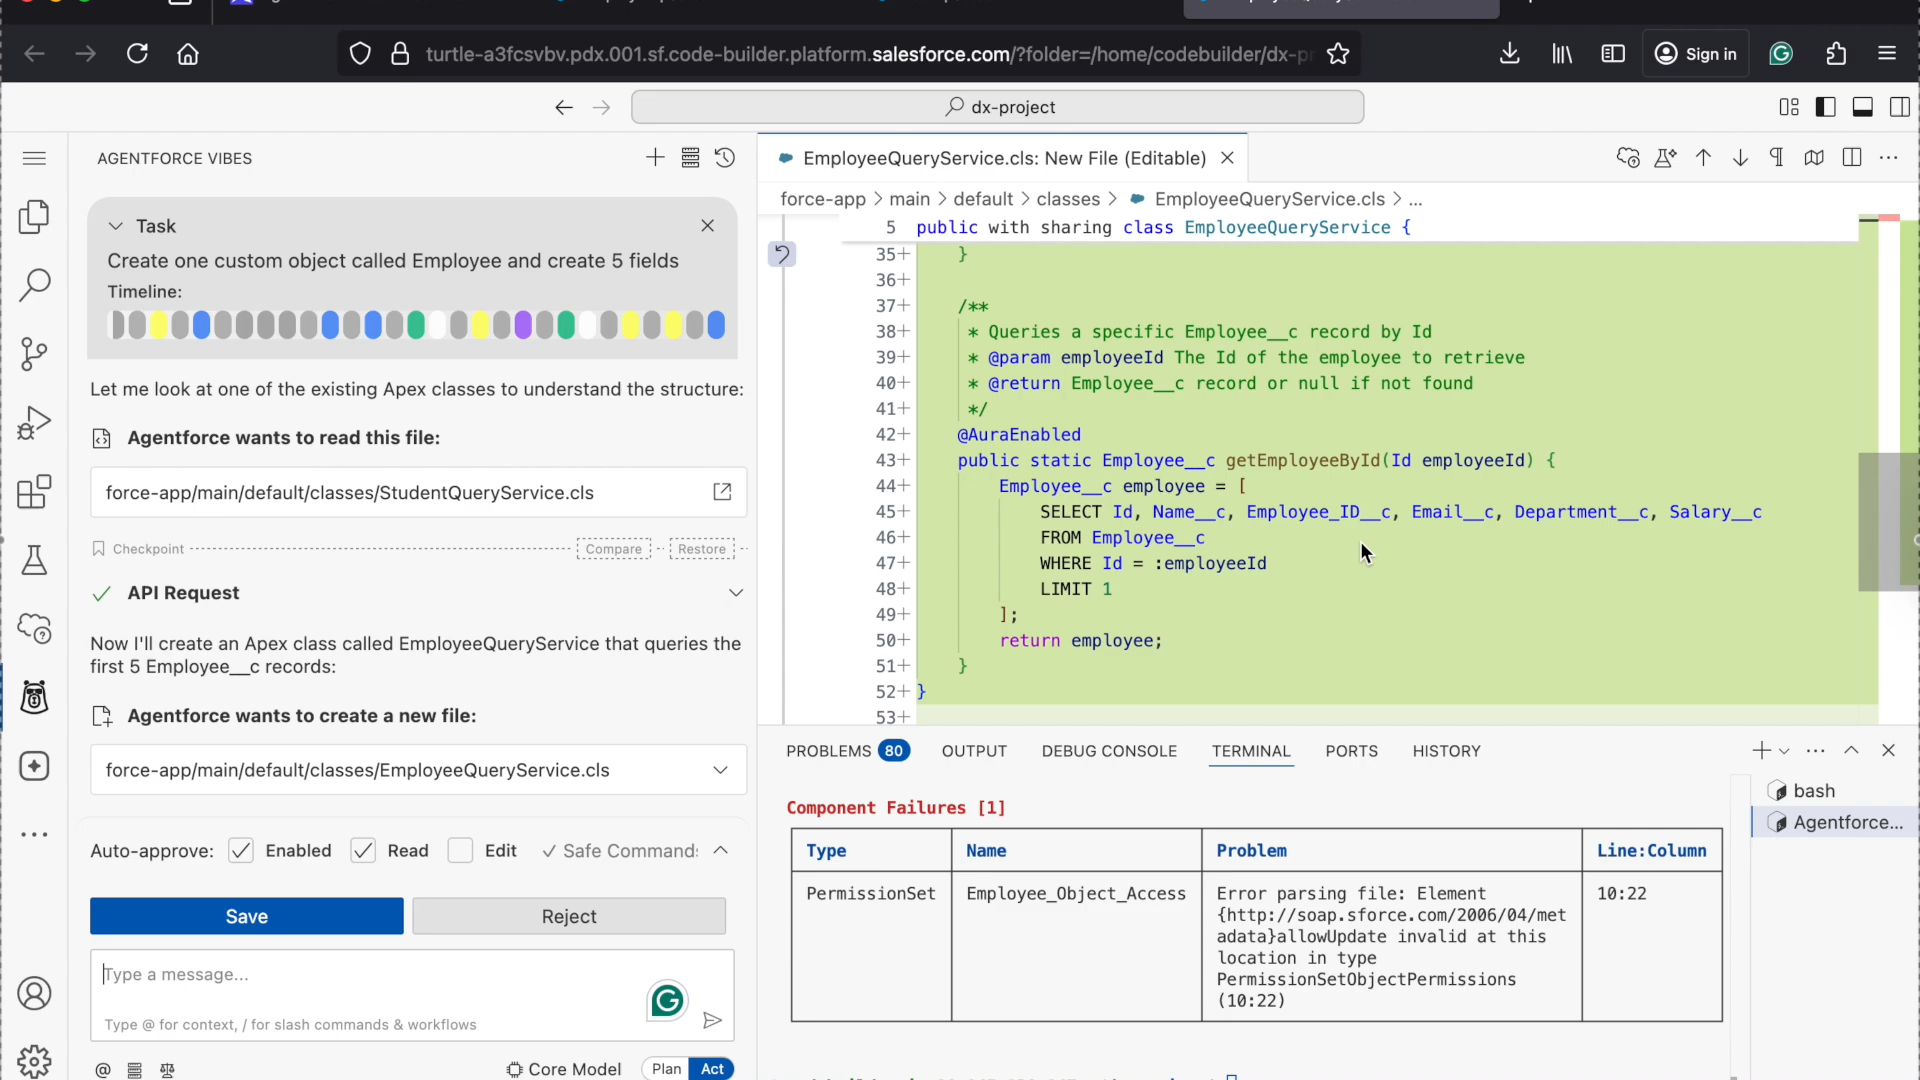 Sign in
turtle-a3fcsvbv.pdx.001.sf.code-builder.platform.salesforce.com/?folder=/home/codebuilder/dx-pr
dx-project
AGENTFORCE VIBES
Task
Create one custom object called Employee and create 5 fields
Timeline:
Let me look at one of the existing Apex classes to understand the structure:
Agentforce wants to read this file:
force-app/main/default/classes/StudentQueryService.cls
Checkpoint
Compare
Restore
API Request
Now I'll create an Apex class called EmployeeQueryService that queries the
first 5 Employee__c records:
Agentforce wants to create a new file:
force-app/main/default/classes/EmployeeQueryService.cls
Auto-approve: Enabled Read Edit Safe Command
Save
Reject
Type a message...
Type @ for context, / for slash commands & workflows
Core Model
Plan Act
EmployeeQueryService.cls: New File (Editable)
force-app > main > default > classes > EmployeeQueryService.cls > ...
5 public with sharing class EmployeeQueryService {
35+ }
36+
37+ /**
38+ * Queries a specific Employee__c record by Id
39+ * @param employeeId The Id of the employee to retrieve
40+ * @return Employee__c record or null if not found
41+ */
42+ @AuraEnabled
43+ public static Employee__c getEmployeeById(Id employeeId) {
44+ Employee__c employee = [
45+ SELECT Id, Name__c, Employee_ID__c, Email__c, Department__c, Salary__c
46+ FROM Employee__c
47+ WHERE Id = :employeeId
48+ LIMIT 1
49+ ];
50+ return employee;
51+ }
52+ }
53+
PROBLEMS 80 OUTPUT DEBUG CONSOLE TERMINAL PORTS HISTORY
bash
Agentforce...
Component Failures [1]
Type Name Problem Line:Column
PermissionSet Employee_Object_Access Error parsing file: Element 10:22
{http://soap.sforce.com/2006/04/met
adata}allowUpdate invalid at this
location in type
PermissionSetObjectPermissions
(10:22)